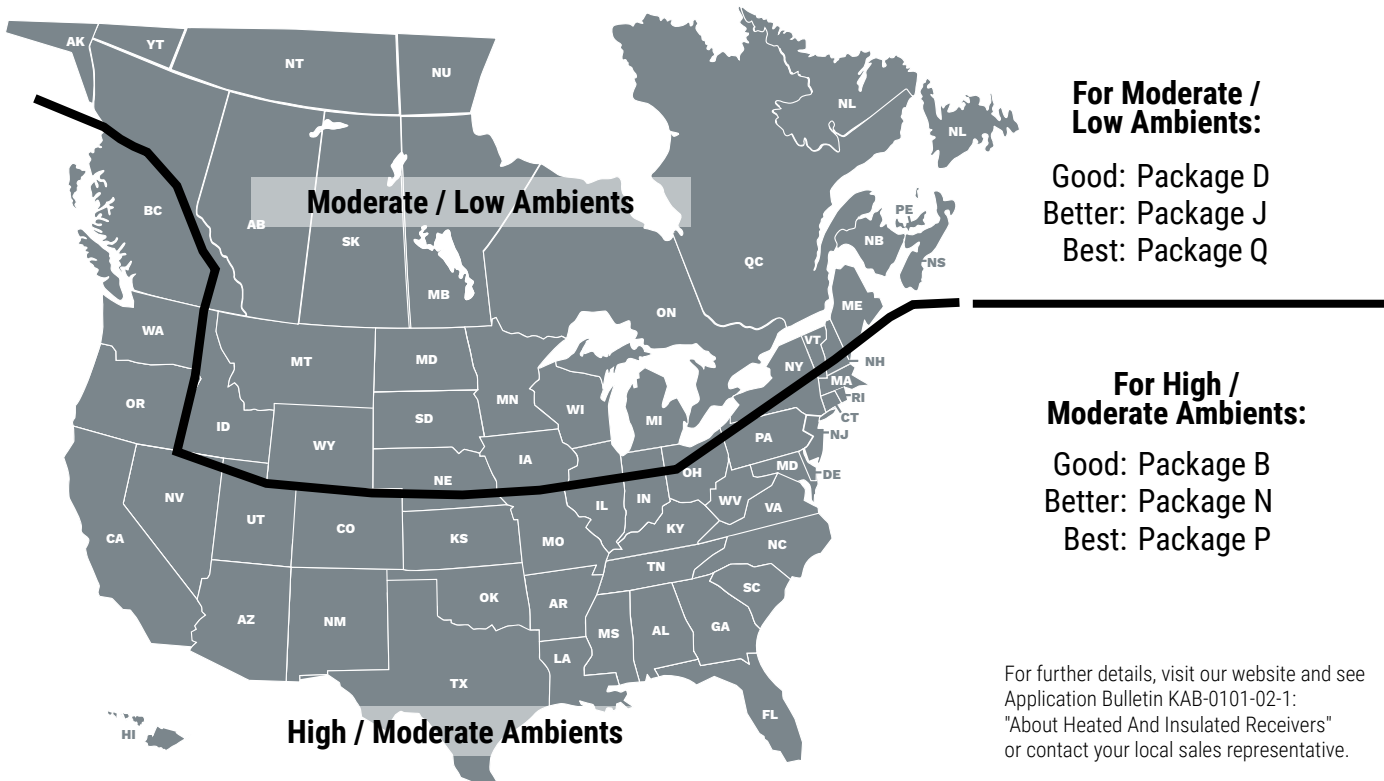 AK
YT
NT
NU
NL
NL
For Moderate /
Low Ambients:
Good: Package D
Better: Package J
Best: Package Q
Moderate / Low Ambients
BC
AB
SK
MB
ON
QC
PE
NB
NS
ME
WA
MT
MD
MN
WI
MI
NY
VT
NH
MA
RI
CT
NJ
OR
ID
WY
SD
IA
NE
PA
OH
MD
DE
For High /
Moderate Ambients:
Good: Package B
Better: Package N
Best: Package P
NV
UT
CO
KS
MO
IL
IN
WV
VA
KY
CA
NC
TN
SC
AZ
NM
OK
AR
MS
AL
GA
LA
TX
FL
HI
High / Moderate Ambients
For further details, visit our website and see
Application Bulletin KAB-0101-02-1:
"About Heated And Insulated Receivers"
or contact your local sales representative.